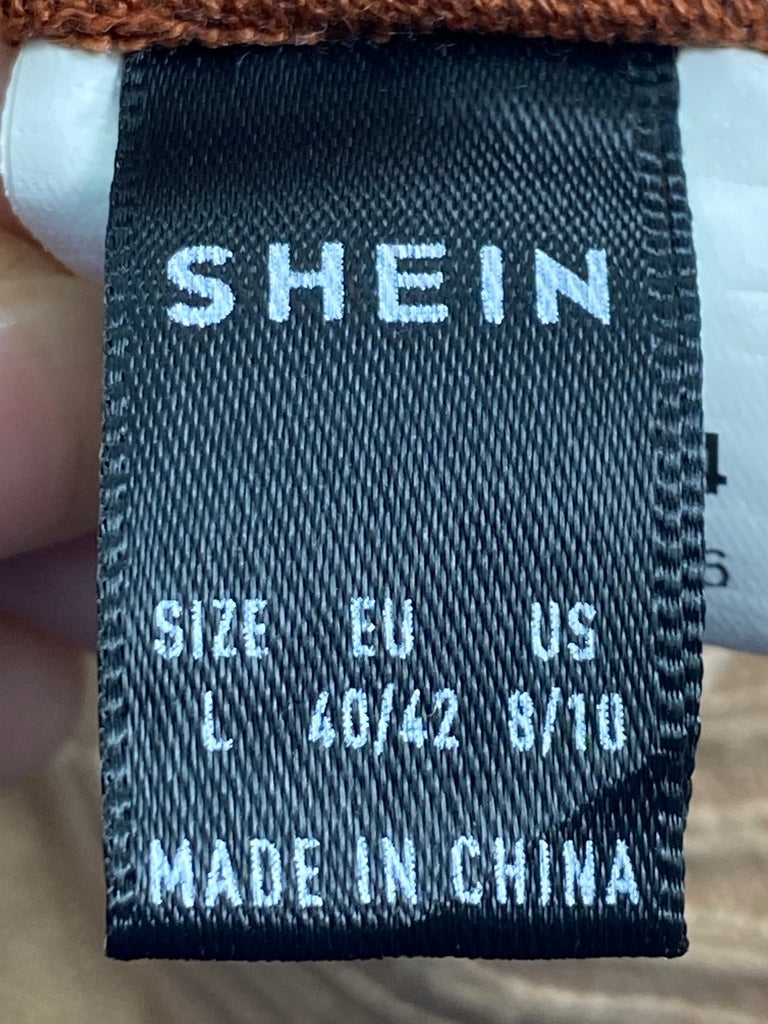 SHEIN
SIZE EU US
L 40/42 8/10
MADE IN CHINA